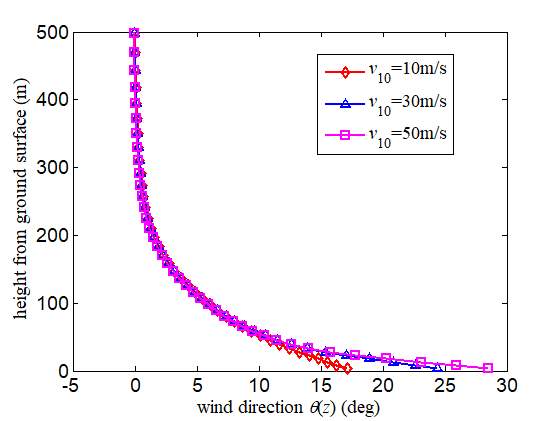 500
400
300
200
100
0
-5 0 5 10 15 20 25 30
height from ground surface (m)
wind direction θ(z) (deg)
v10=10m/s
v10=30m/s
v10=50m/s